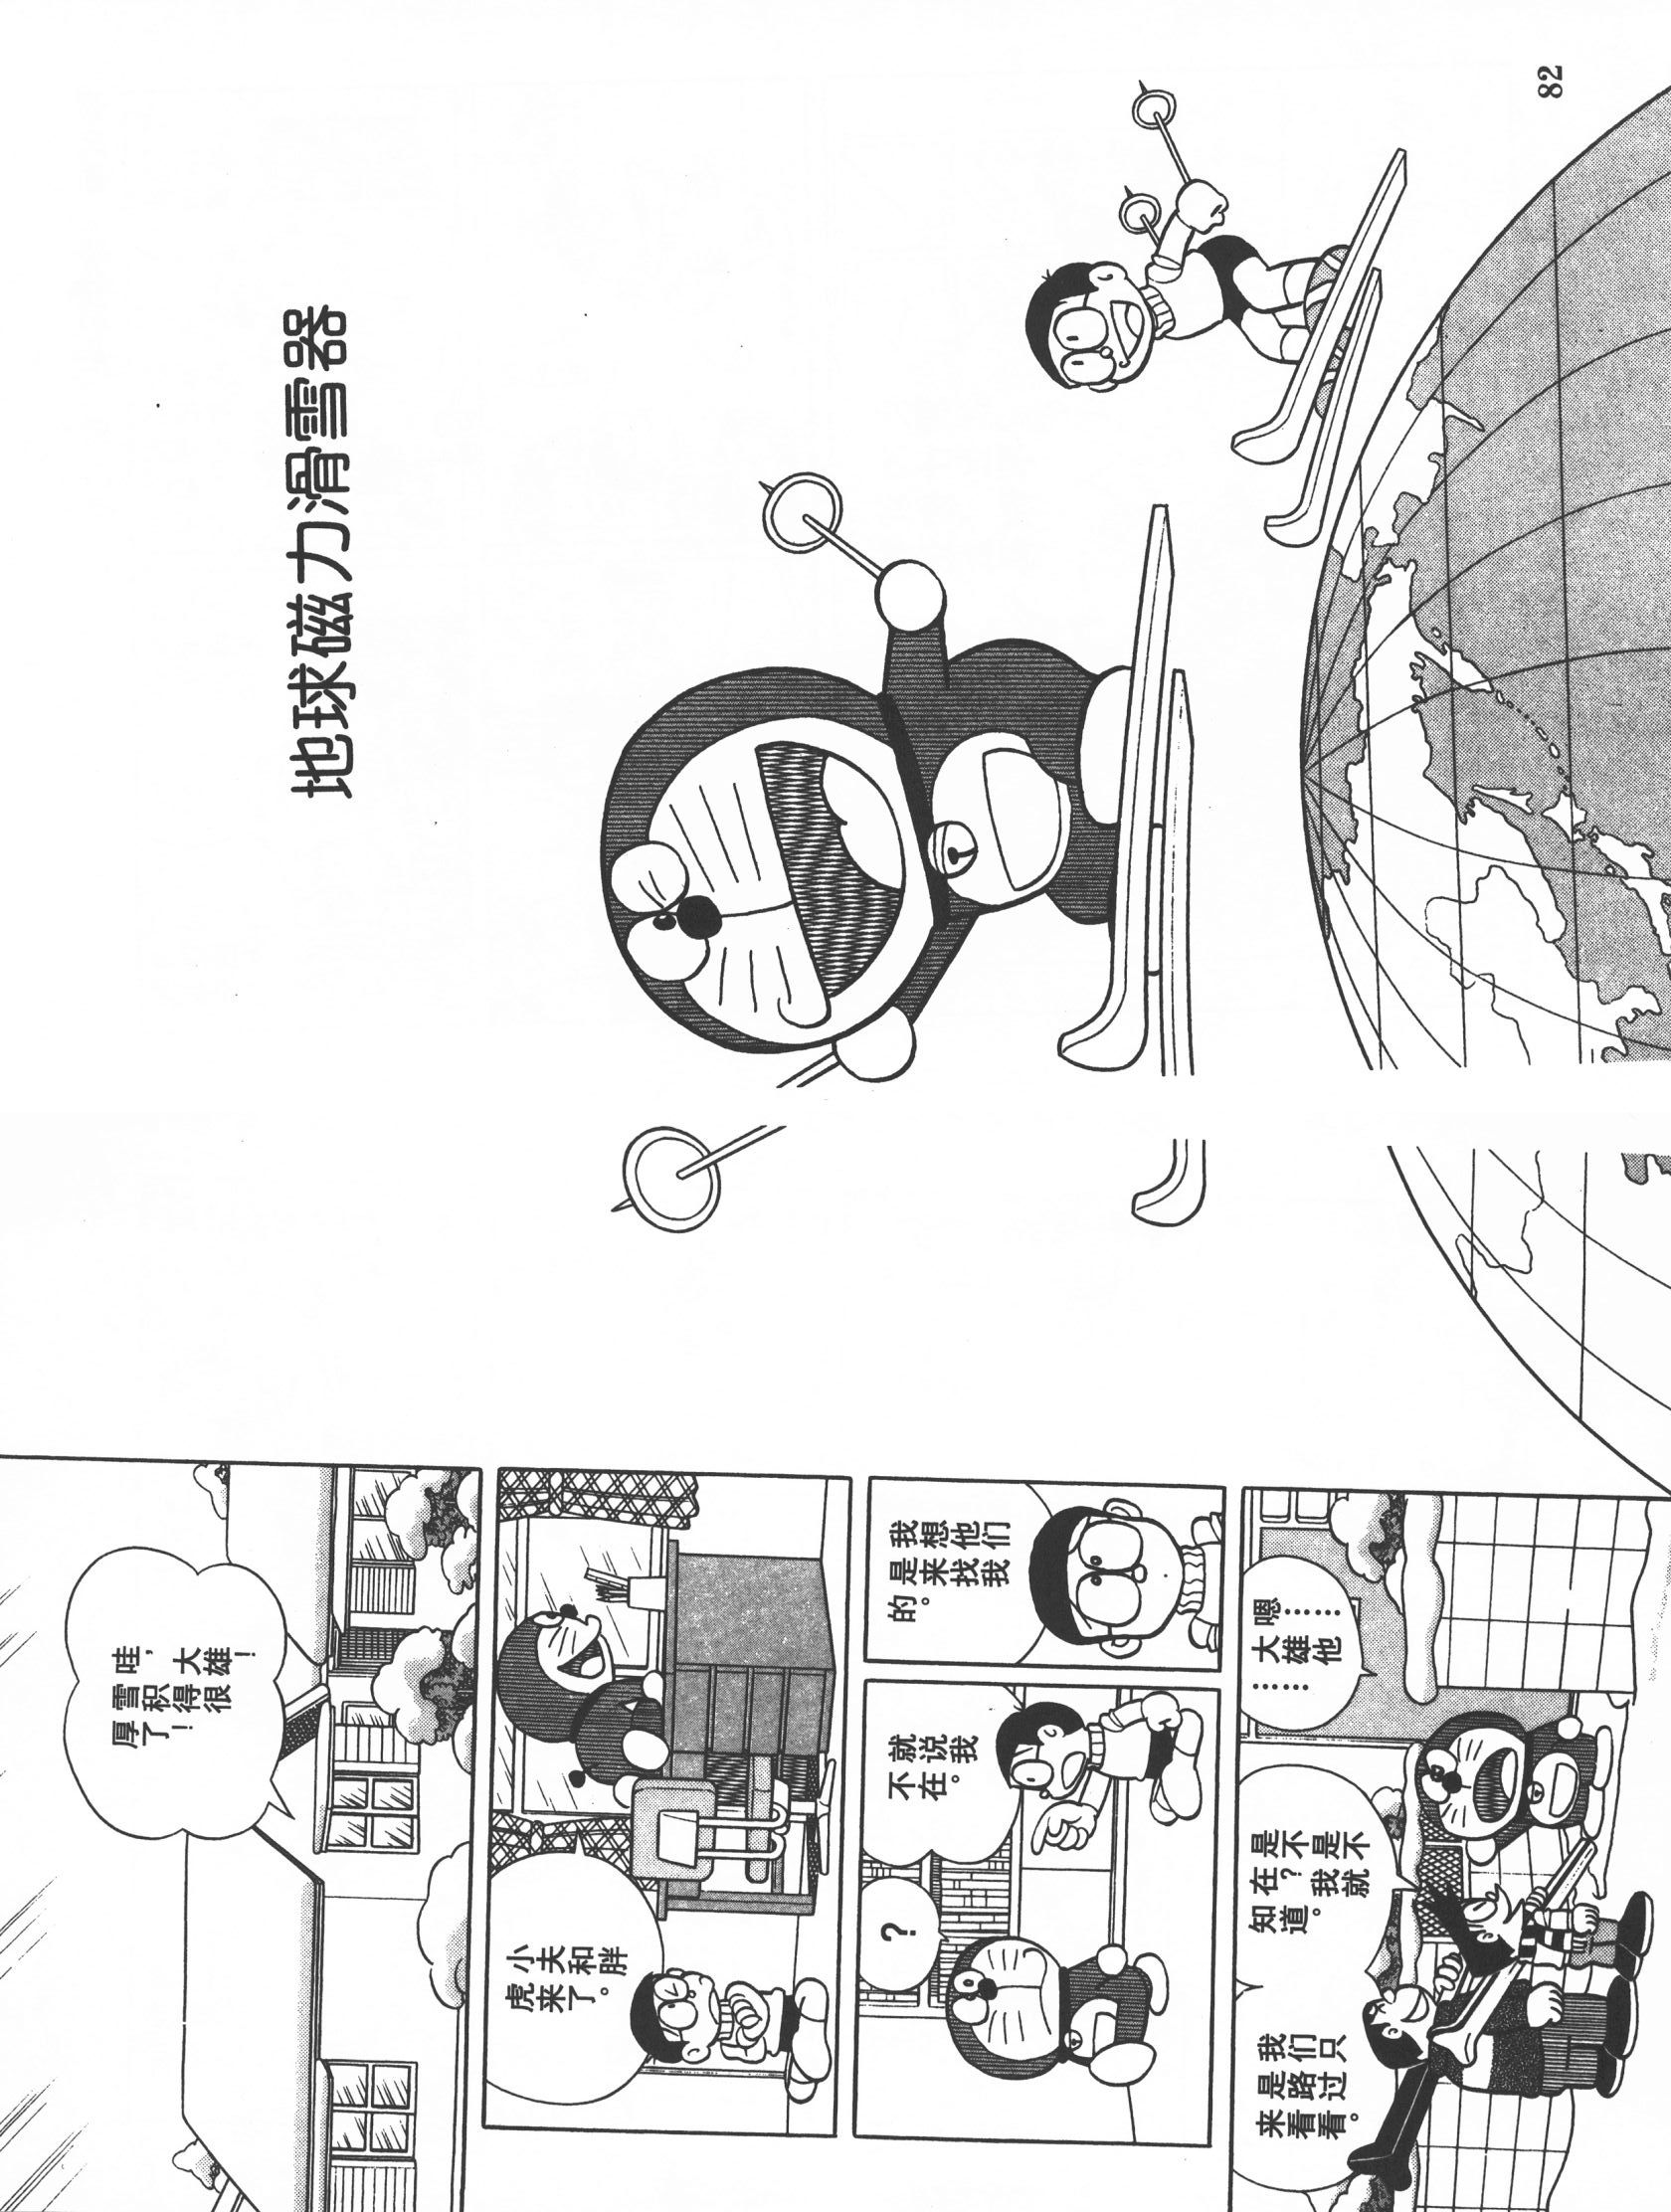 地球磁力滑雪器
82
哇，大雄！
雪积得很
厚了！
小夫和胖
虎来了。
我想他们
是来找我
的。
就说我
不在。
？
嗯……
大雄他
……
是不是不
在？我就
知道。
我们只
是路过
来看看。